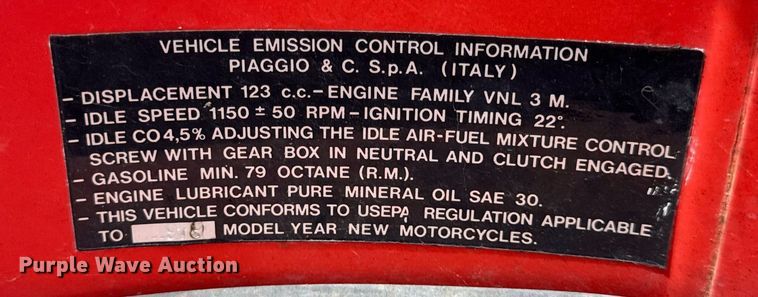 VEHICLE EMISSION CONTROL INFORMATION
PIAGGIO & C. S.p.A. (ITALY)
- DISPLACEMENT 123 c.c.-ENGINE FAMILY VNL 3 M.
- IDLE SPEED 1150 ± 50 RPM-IGNITION TIMING 22°.
- IDLE CO 4,5% ADJUSTING THE IDLE AIR-FUEL MIXTURE CONTROL
SCREW WITH GEAR BOX IN NEUTRAL AND CLUTCH ENGAGED.
- GASOLINE MIN. 79 OCTANE (R.M.).
- ENGINE LUBRICANT PURE MINERAL OIL SAE 30.
- THIS VEHICLE CONFORMS TO USEPA REGULATION APPLICABLE
TO MODEL YEAR NEW MOTORCYCLES.
Purple Wave Auction